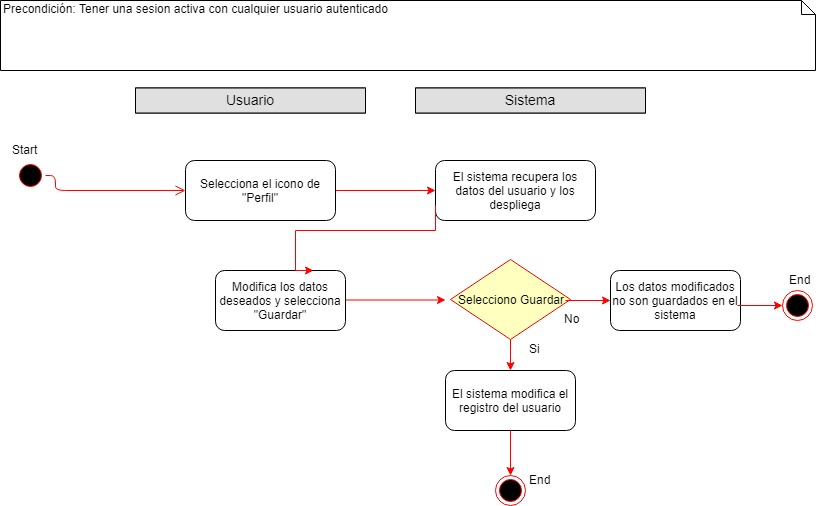 Precondición: Tener una sesion activa con cualquier usuario autenticado
Usuario
Sistema
Start
Selecciona el icono de
"Perfil"
El sistema recupera los
datos del usuario y los
despliega
Modifica los datos
deseados y selecciona
"Guardar"
Selecciono Guardar
No
Los datos modificados
no son guardados en el
sistema
End
Si
El sistema modifica el
registro del usuario
End